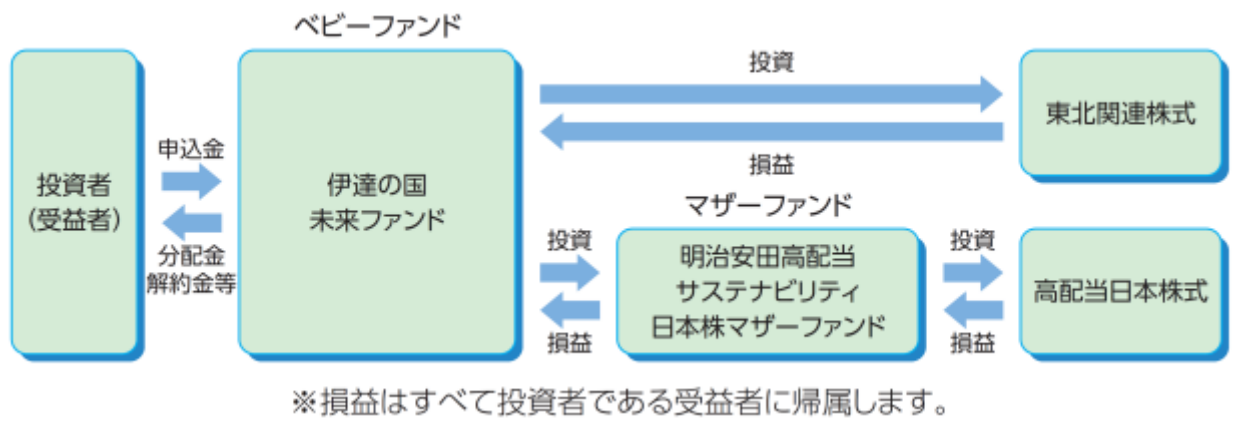 ベビーファンド
投資者
(受益者)
申込金
分配金
解約金等
伊達の国
未来ファンド
投資
損益
東北関連株式
マザーファンド
投資
損益
明治安田高配当
サステナビリティ
日本株マザーファンド
投資
損益
高配当日本株式
※損益はすべて投資者である受益者に帰属します。